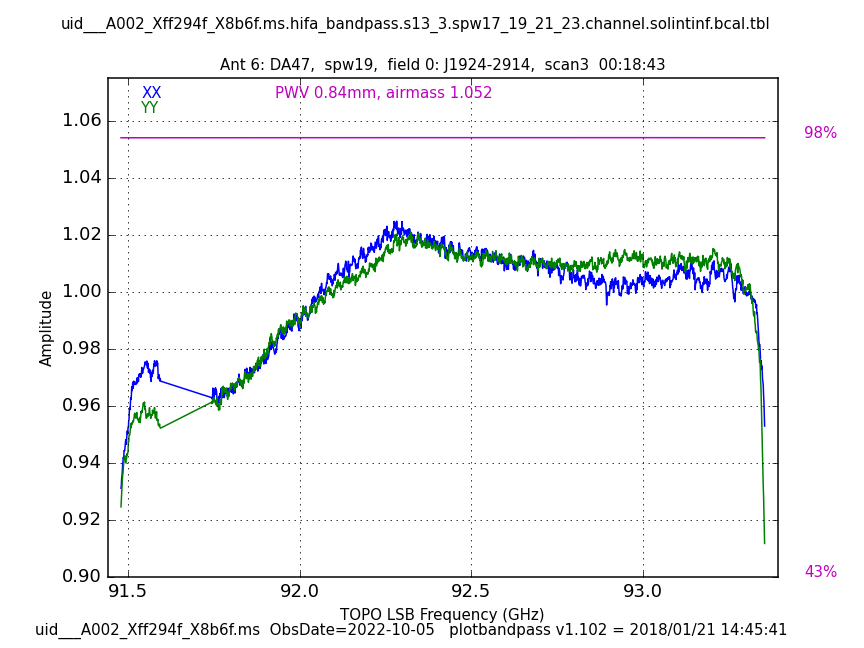 uid___A002_Xff294f_X8b6f.ms.hifa_bandpass.s13_3.spw17_19_21_23.channel.solintinf.bcal.tbl
Ant 6: DA47,  spw19,  field 0: J1924-2914,  scan3  00:18:43
XX
YY
PWV 0.84mm, airmass 1.052
98%
43%
1.06
1.04
1.02
1.00
0.98
0.96
0.94
0.92
0.90
Amplitude
91.5 92.0 92.5 93.0
TOPO LSB Frequency (GHz)
uid___A002_Xff294f_X8b6f.ms  ObsDate=2022-10-05   plotbandpass v1.102 = 2018/01/21 14:45:41